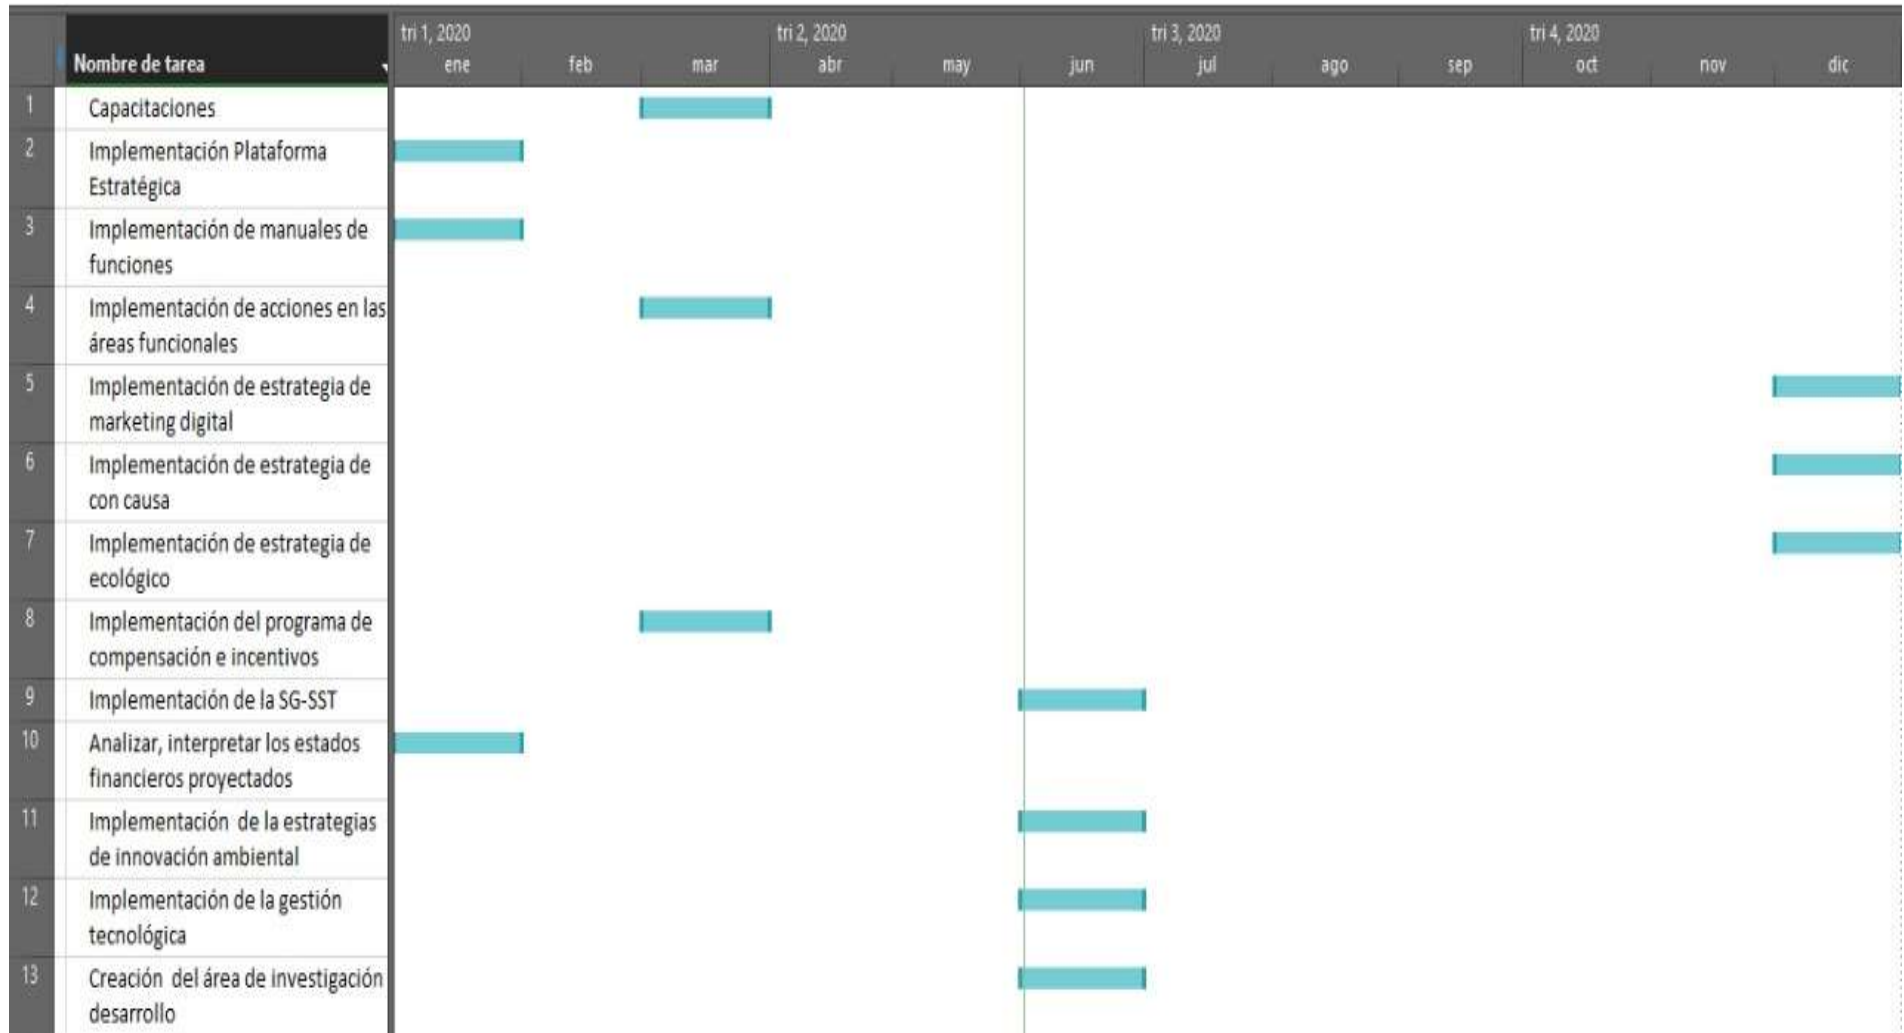 tri 1, 2020 tri 2, 2020 tri 3, 2020 tri 4, 2020
Nombre de tarea ene feb mar abr may jun jul ago sep oct nov dic
1 Capacitaciones
2 Implementación Plataforma
Estratégica
3 Implementación de manuales de
funciones
4 Implementación de acciones en las
áreas funcionales
5 Implementación de estrategia de
marketing digital
6 Implementación de estrategia de
con causa
7 Implementación de estrategia de
ecológico
8 Implementación del programa de
compensación e incentivos
9 Implementación de la SG-SST
10 Analizar, interpretar los estados
financieros proyectados
11 Implementación de la estrategias
de innovación ambiental
12 Implementación de la gestión
tecnológica
13 Creación del área de investigación
desarrollo